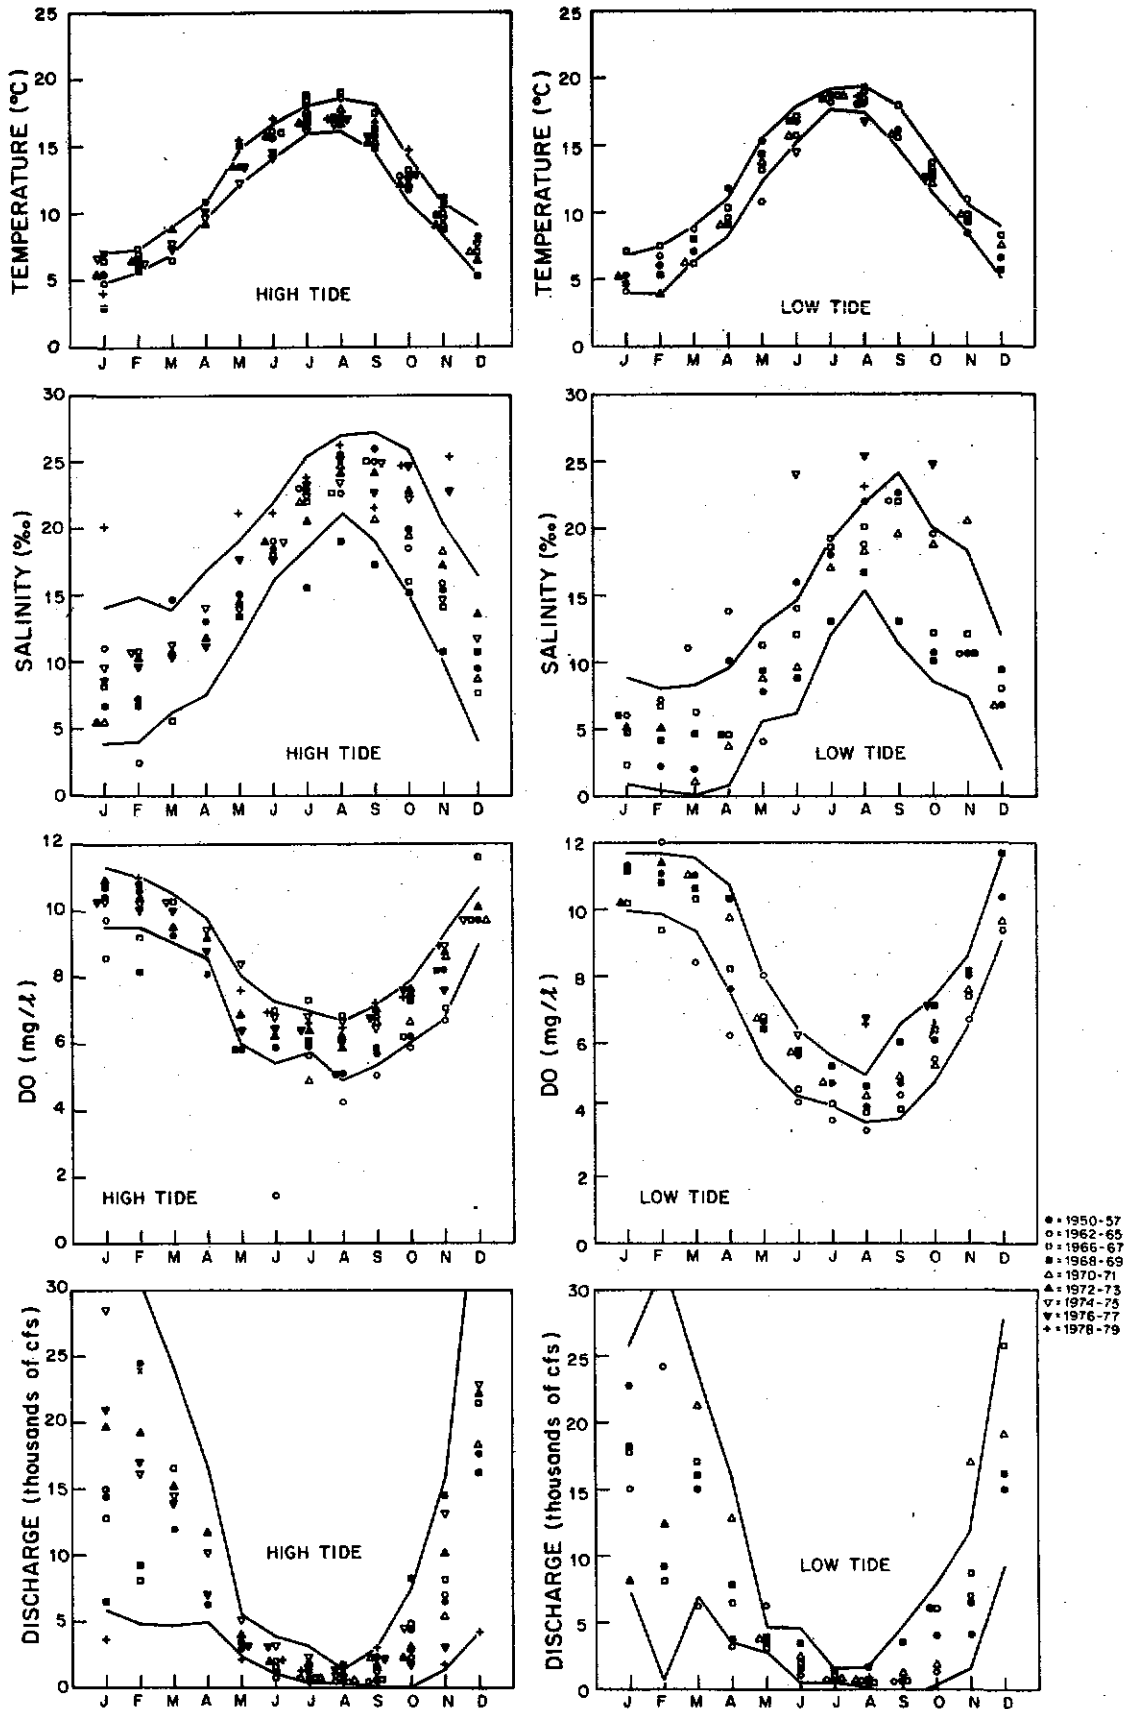 TEMPERATURE (°C)
25
20
15
10
5
0
HIGH TIDE
J F M A M J J A S O N D
TEMPERATURE (°C)
25
20
15
10
5
0
LOW TIDE
J F M A M J J A S O N D
SALINITY (‰)
30
25
20
15
10
5
0
HIGH TIDE
J F M A M J J A S O N D
SALINITY (‰)
30
25
20
15
10
5
0
LOW TIDE
J F M A M J J A S O N D
DO (mg/ℓ)
12
10
8
6
4
2
0
HIGH TIDE
J F M A M J J A S O N D
DO (mg/ℓ)
12
10
8
6
4
2
0
LOW TIDE
J F M A M J J A S O N D
● = 1950-57
○ = 1962-65
□ = 1966-67
■ = 1968-69
△ = 1970-71
▲ = 1972-73
▽ = 1974-75
▼ = 1976-77
+ = 1978-79
DISCHARGE (thousands of cfs)
30
25
20
15
10
5
0
HIGH TIDE
J F M A M J J A S O N D
DISCHARGE (thousands of cfs)
30
25
20
15
10
5
0
LOW TIDE
J F M A M J J A S O N D